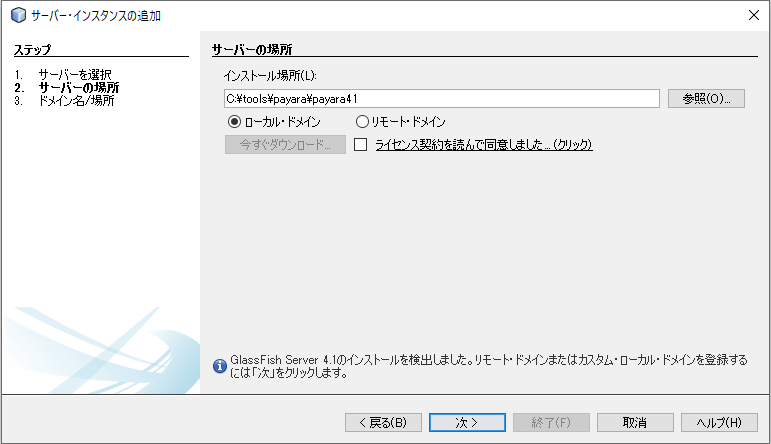 サーバー・インスタンスの追加
ステップ
1. サーバーを選択
2. サーバーの場所
3. ドメイン名/場所
サーバーの場所
インストール場所(L):
C:¥tools¥payara¥payara41
参照(O)...
ローカル・ドメイン
リモート・ドメイン
今すぐダウンロード...
ライセンス契約を読んで同意しました... (クリック)
GlassFish Server 4.1のインストールを検出しました。リモート・ドメインまたはカスタム・ローカル・ドメインを登録する
には「次」をクリックします。
< 戻る(B)
次 >
終了(F)
取消
ヘルプ(H)